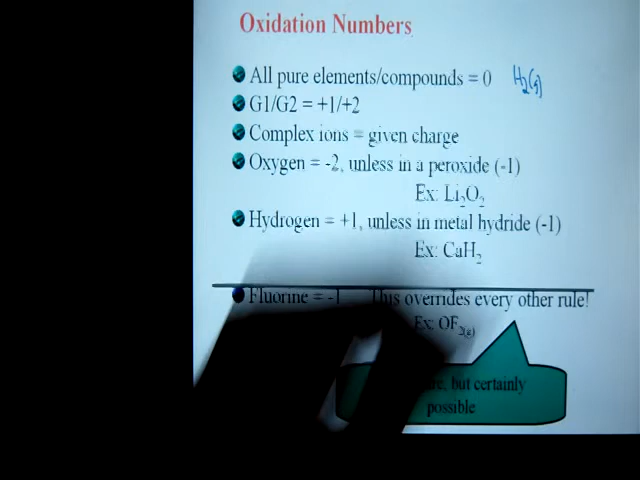 Oxidation Numbers
All pure elements/compounds = 0 H2(g)
G1/G2 = +1/+2
Complex ions = given charge
Oxygen = -2, unless in a peroxide (-1)
Ex: Li2O2
Hydrogen = +1, unless in metal hydride (-1)
Ex: CaH2
Fluorine = -1 This overrides every other rule!
Ex: OF2(g)
but certainly
possible